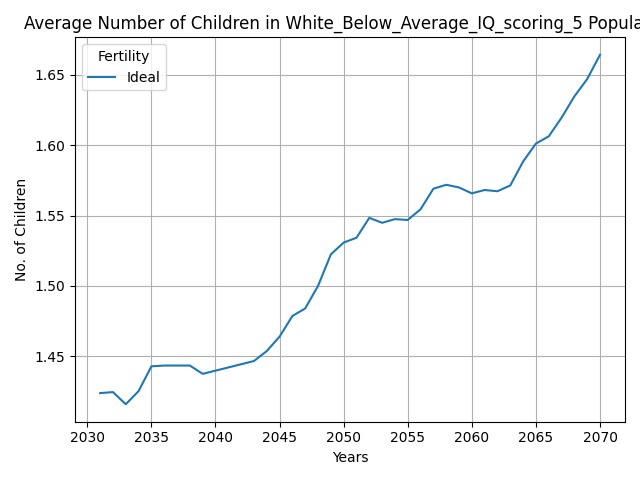 Average Number of Children in White_Below_Average_IQ_scoring_5 Popula
Fertility
Ideal
No. of Children
1.65
1.60
1.55
1.50
1.45
2030 2035 2040 2045 2050 2055 2060 2065 2070
Years